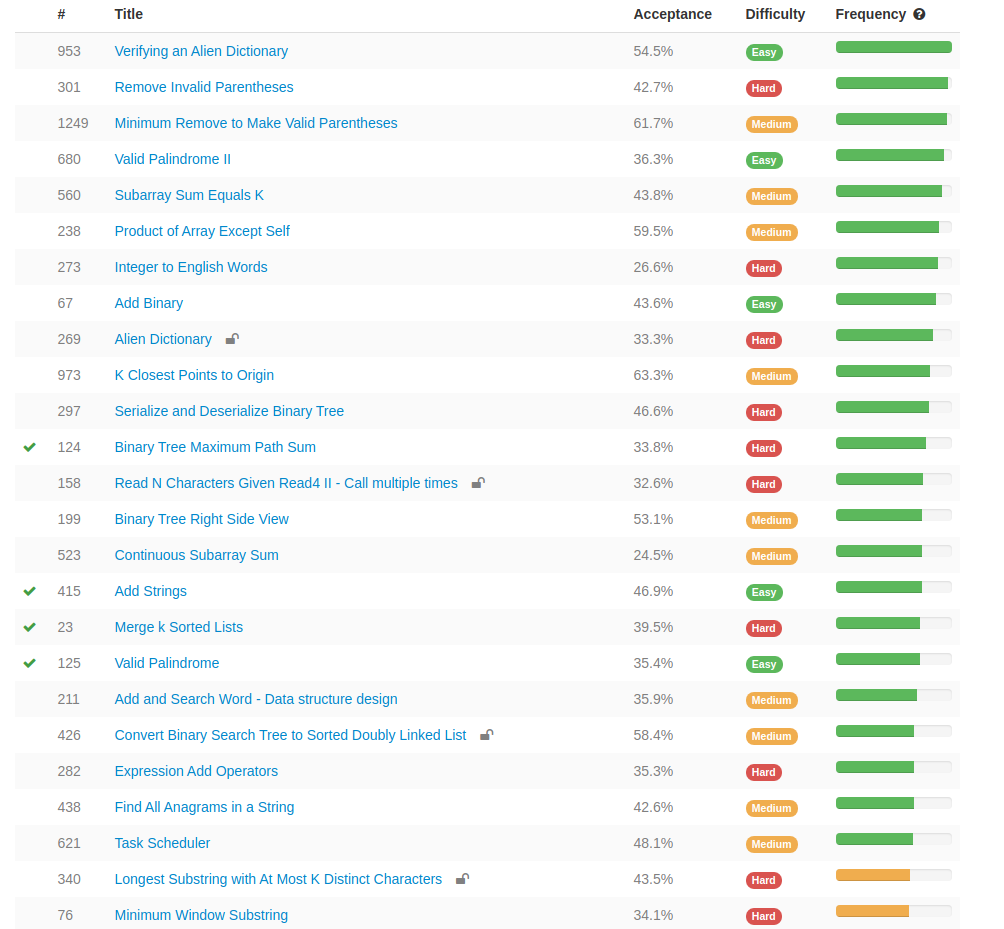 # Title Acceptance Difficulty Frequency ?
953 Verifying an Alien Dictionary 54.5% Easy
301 Remove Invalid Parentheses 42.7% Hard
1249 Minimum Remove to Make Valid Parentheses 61.7% Medium
680 Valid Palindrome II 36.3% Easy
560 Subarray Sum Equals K 43.8% Medium
238 Product of Array Except Self 59.5% Medium
273 Integer to English Words 26.6% Hard
67 Add Binary 43.6% Easy
269 Alien Dictionary 33.3% Hard
973 K Closest Points to Origin 63.3% Medium
297 Serialize and Deserialize Binary Tree 46.6% Hard
124 Binary Tree Maximum Path Sum 33.8% Hard
158 Read N Characters Given Read4 II - Call multiple times 32.6% Hard
199 Binary Tree Right Side View 53.1% Medium
523 Continuous Subarray Sum 24.5% Medium
415 Add Strings 46.9% Easy
23 Merge k Sorted Lists 39.5% Hard
125 Valid Palindrome 35.4% Easy
211 Add and Search Word - Data structure design 35.9% Medium
426 Convert Binary Search Tree to Sorted Doubly Linked List 58.4% Medium
282 Expression Add Operators 35.3% Hard
438 Find All Anagrams in a String 42.6% Medium
621 Task Scheduler 48.1% Medium
340 Longest Substring with At Most K Distinct Characters 43.5% Hard
76 Minimum Window Substring 34.1% Hard